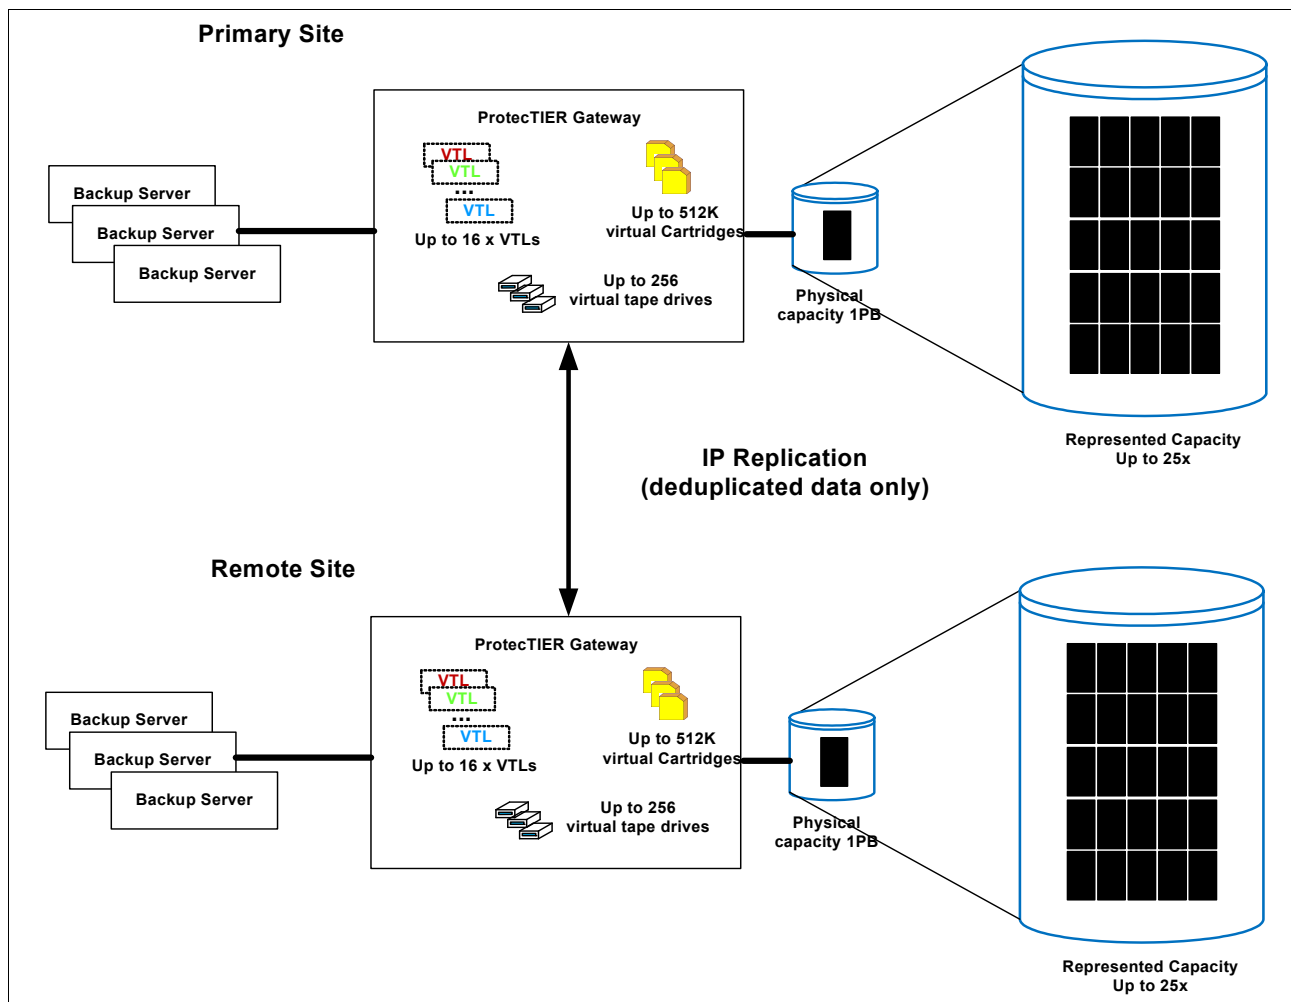 Primary Site
ProtecTIER Gateway
VTL
VTL
...
VTL
Up to 16 x VTLs
Up to 512K
virtual Cartridges
Up to 256
virtual tape drives
Backup Server
Backup Server
Backup Server
Physical
capacity 1PB
Represented Capacity
Up to 25x
IP Replication
(deduplicated data only)
Remote Site
ProtecTIER Gateway
VTL
VTL
...
VTL
Up to 16 x VTLs
Up to 512K
virtual Cartridges
Up to 256
virtual tape drives
Backup Server
Backup Server
Backup Server
Physical
capacity 1PB
Represented Capacity
Up to 25x